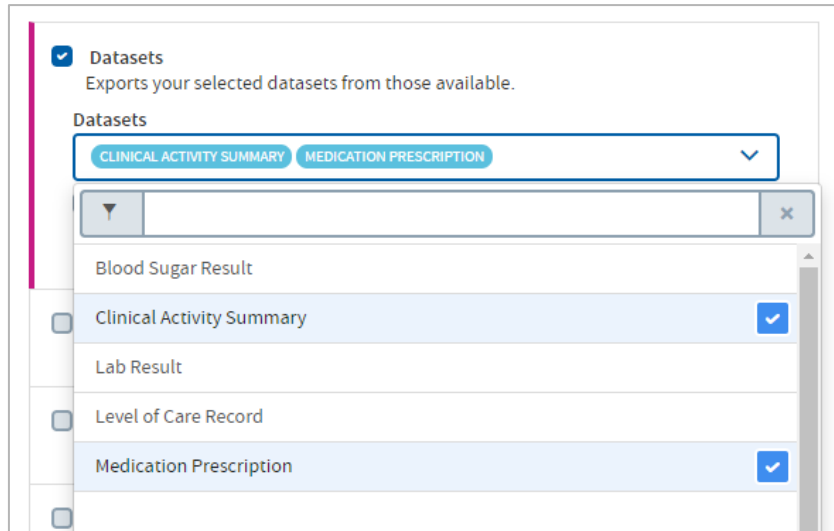 Datasets
Exports your selected datasets from those available.
Datasets
CLINICAL ACTIVITY SUMMARY MEDICATION PRESCRIPTION
Blood Sugar Result
Clinical Activity Summary
Lab Result
Level of Care Record
Medication Prescription